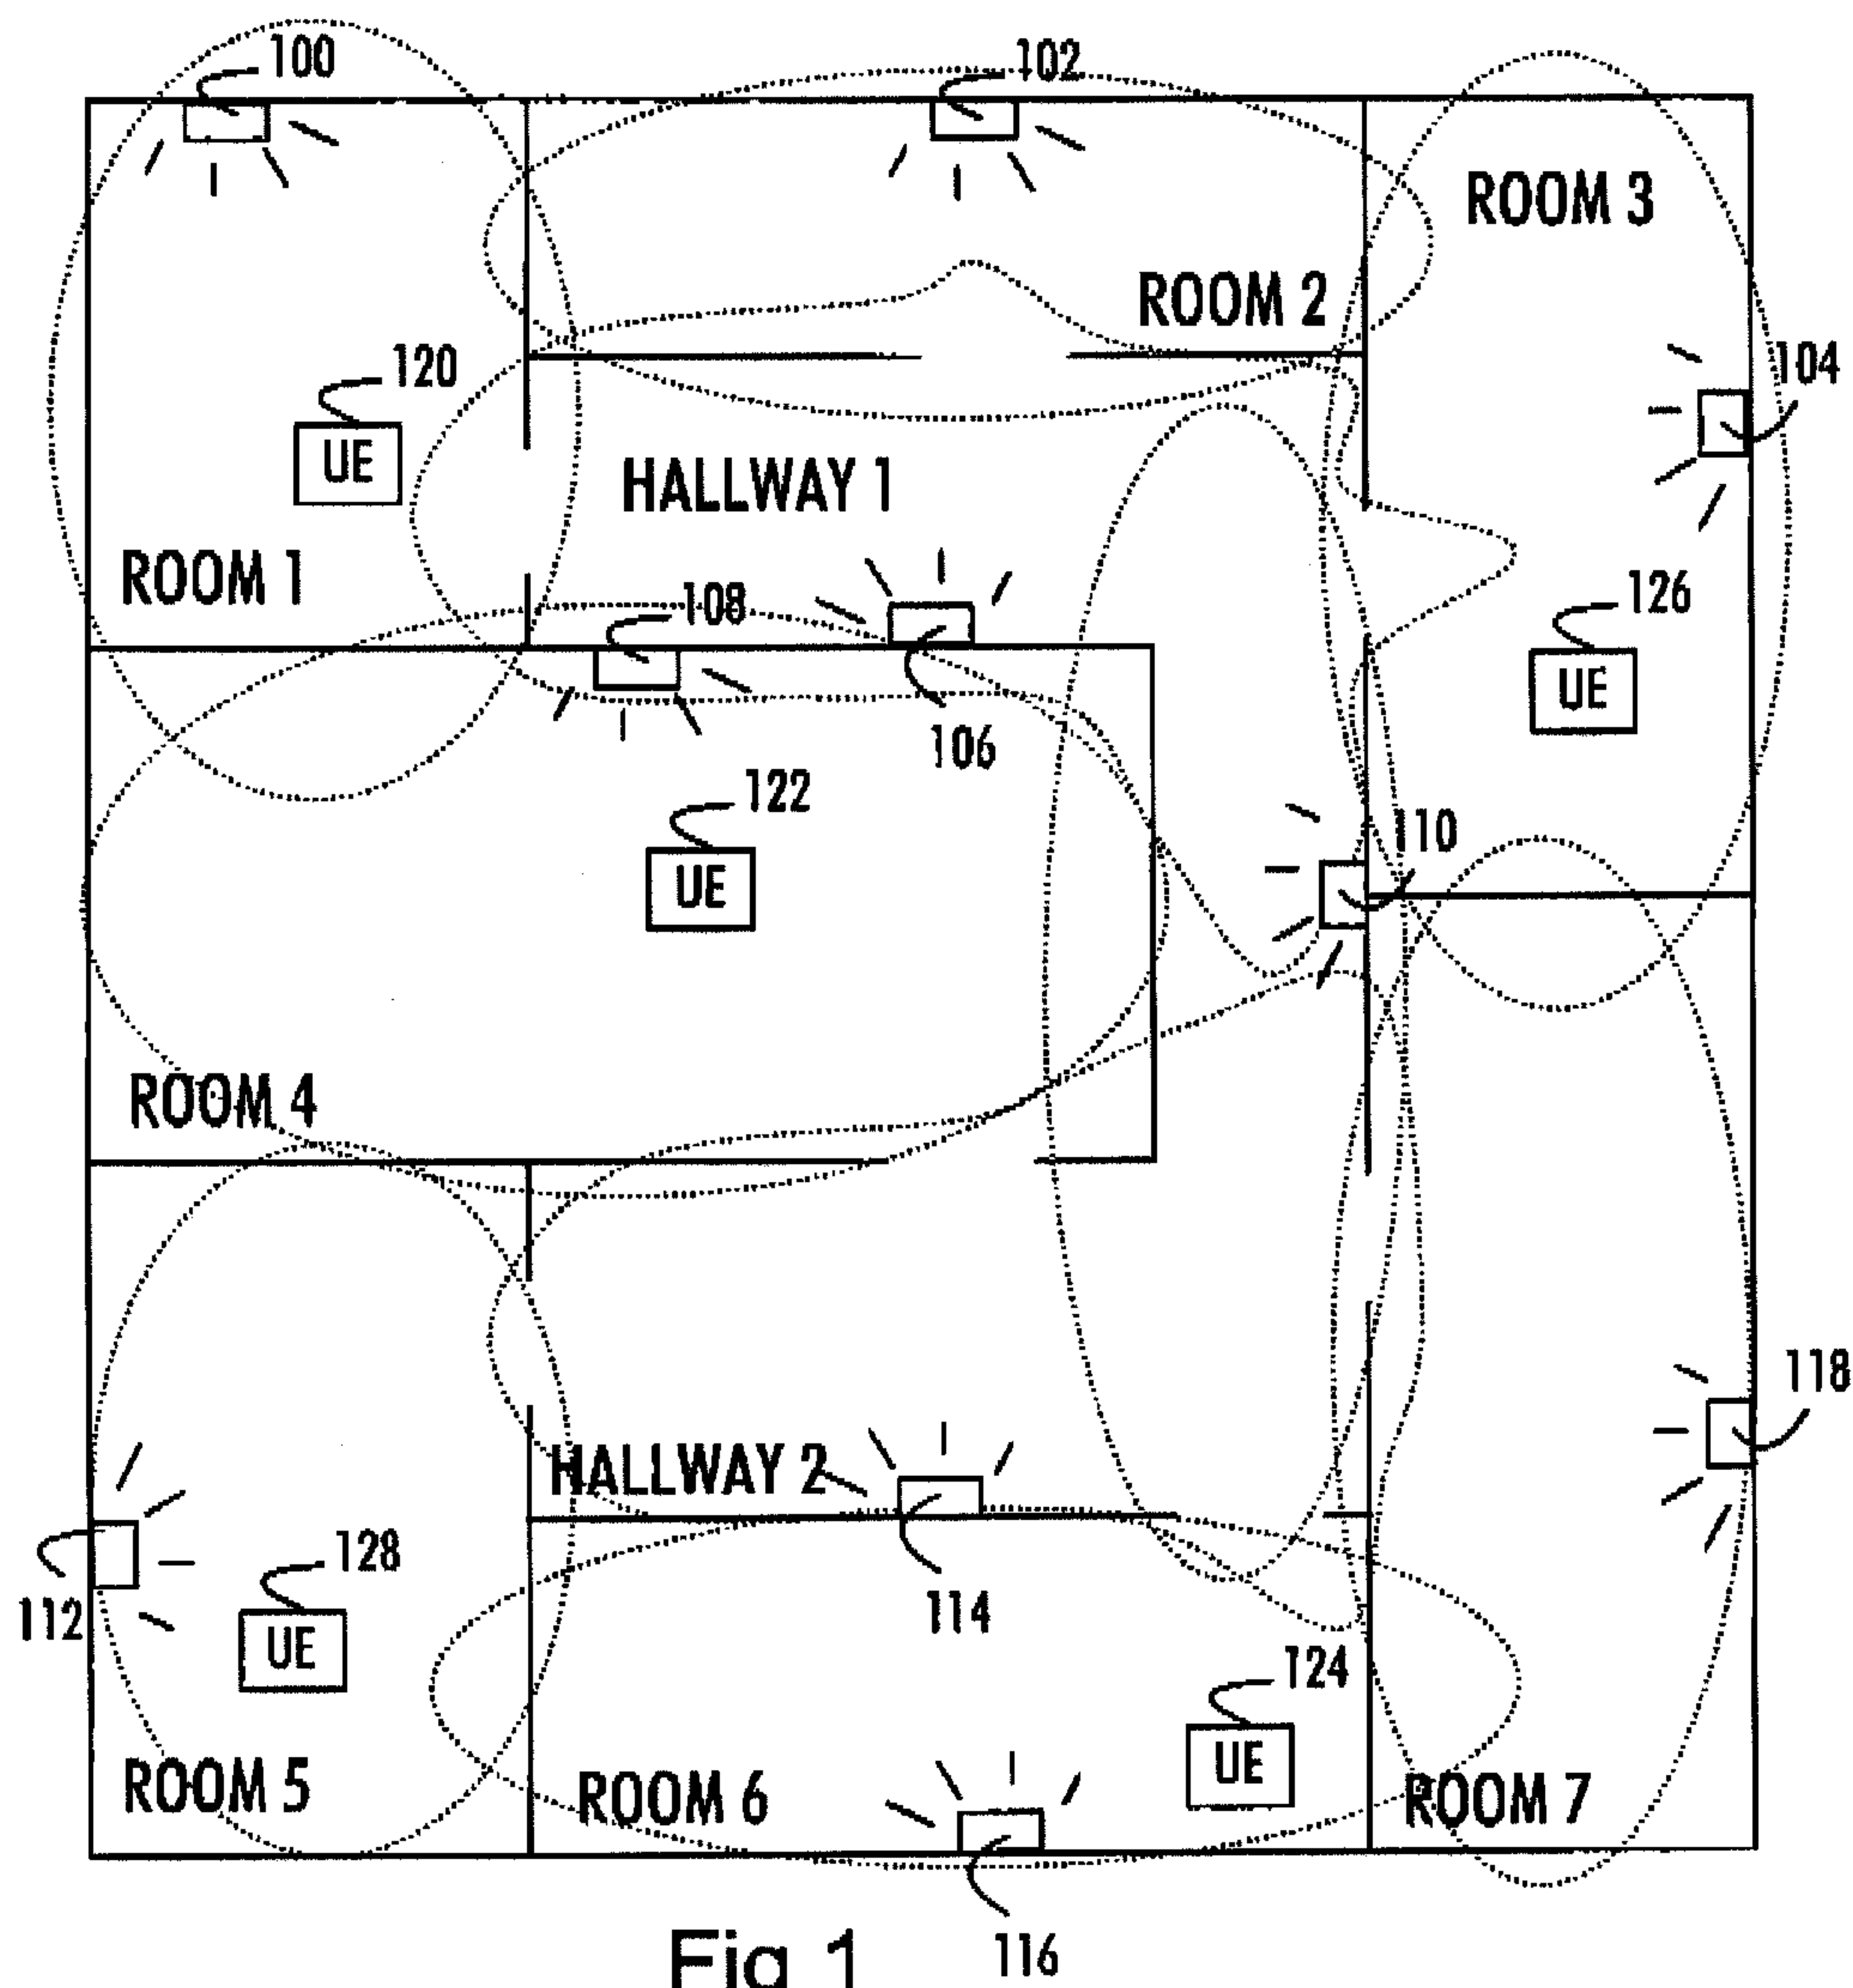 100
102
ROOM 3
ROOM 2
104
120
UE
HALLWAY 1
ROOM 1
108
126
UE
106
122
UE
110
ROOM 4
118
HALLWAY 2
112
128
UE
114
124
UE
ROOM 5
ROOM 6
ROOM 7
116
Fig 1